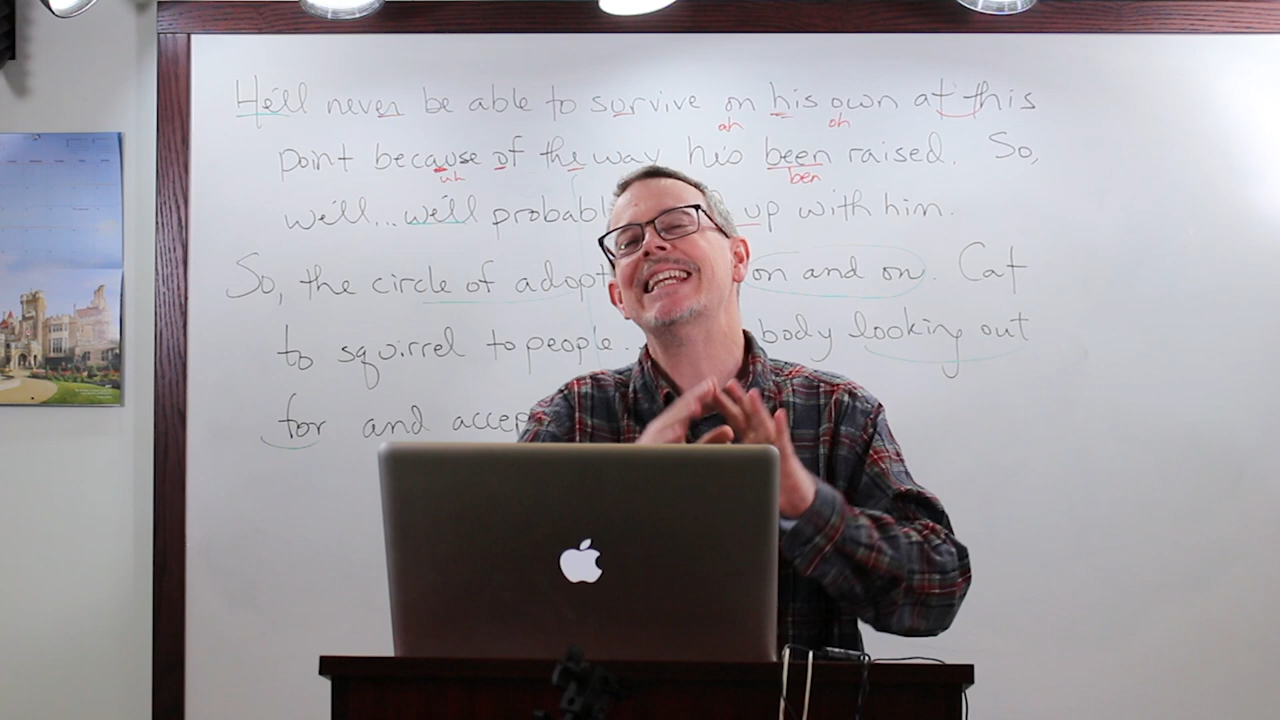 He'll never be able to survive on his own at this
ah oh
point because of the way he's been raised. So,
uh ben
we'll... we'll probabl up with him.
So, the circle of adopt on and on. Cat
to squirrel to people. body looking out
for and accep